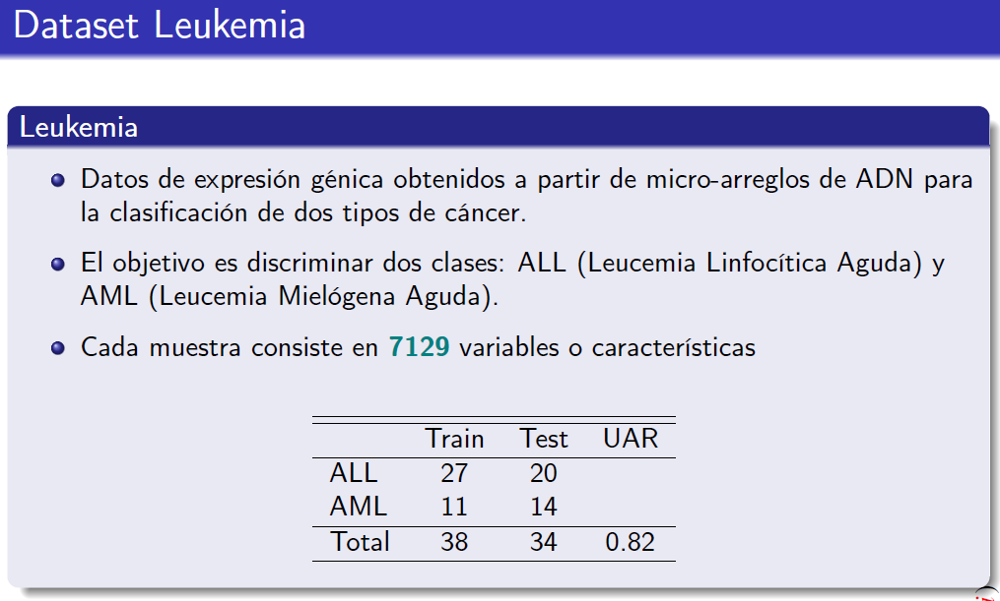 Dataset Leukemia
Leukemia
Datos de expresión génica obtenidos a partir de micro-arreglos de ADN para
la clasificación de dos tipos de cáncer.
El objetivo es discriminar dos clases: ALL (Leucemia Linfocítica Aguda) y
AML (Leucemia Mielógena Aguda).
Cada muestra consiste en 7129 variables o características
Train Test UAR
ALL 27 20
AML 11 14
Total 38 34 0.82